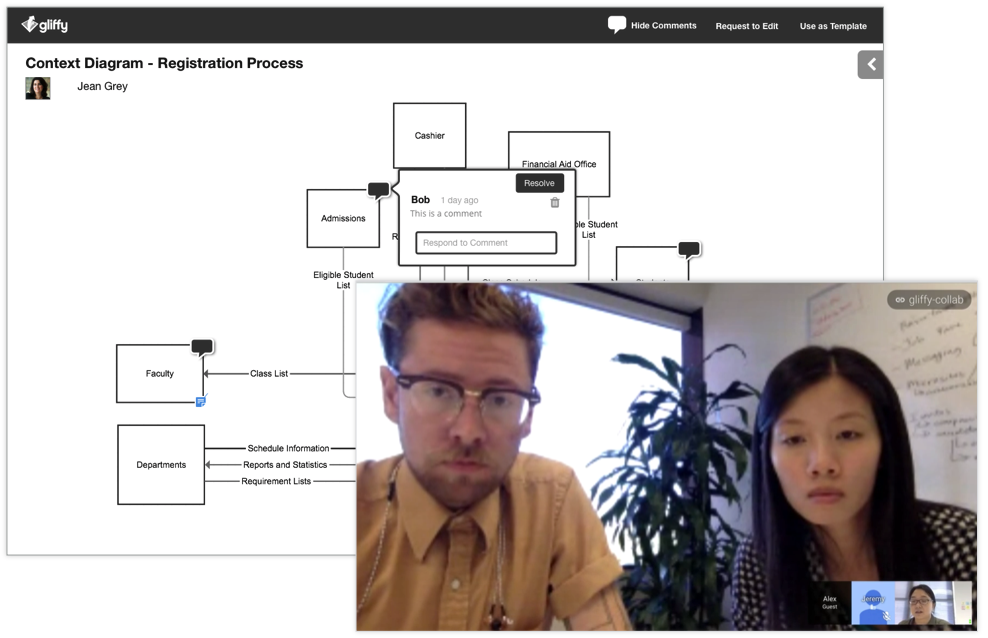 gliffy
Hide Comments
Request to Edit
Use as Template
Context Diagram - Registration Process
Jean Grey
Cashier
Financial Aid Office
Resolve
Bob 1 day ago
This is a comment
Respond to Comment
Admissions
Student
List
Eligible Student
List
Faculty
Class List
Departments
Schedule Information
Reports and Statistics
Requirement Lists
gliffy-collab
Job
Messaging
Alex
Guest
Jeremy